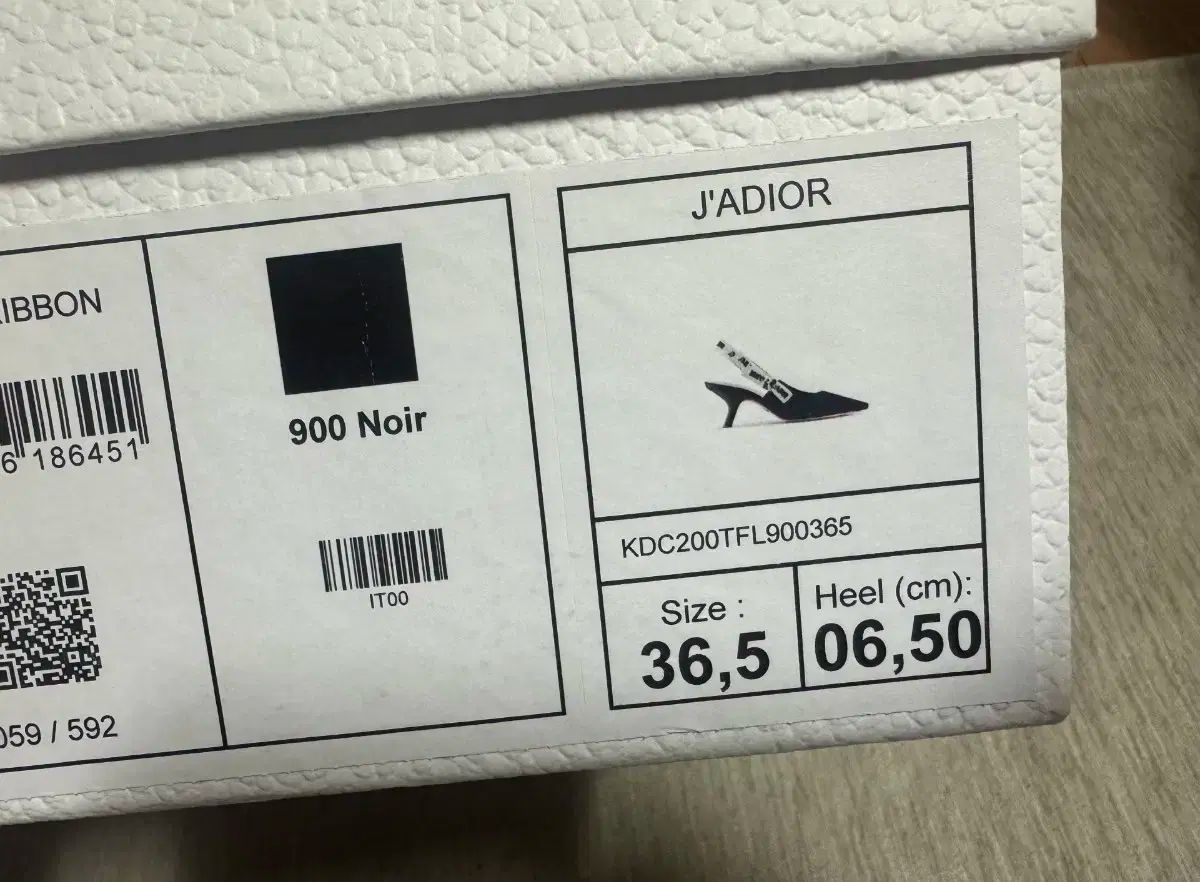 IBBON
6 186451
059 / 592
900 Noir
IT00
J'ADIOR
KDC200TFL900365
Size :
36,5
Heel (cm):
06,50